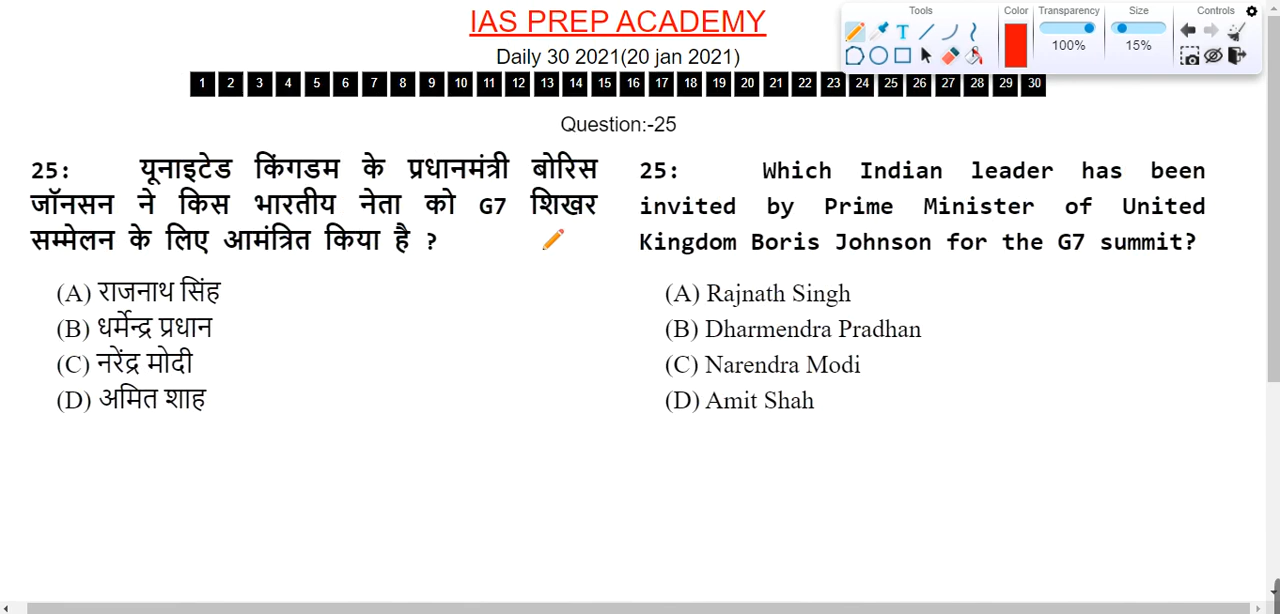 IAS PREP ACADEMY
Tools
Color
Transparency
Size
Controls
100%
15%
Daily 30 2021(20 jan 2021)
1 2 3 4 5 6 7 8 9 10 11 12 13 14 15 16 17 18 19 20 21 22 23 24 25 26 27 28 29 30
Question:-25
25: यूनाइटेड किंगडम के प्रधानमंत्री बोरिस
जॉनसन ने किस भारतीय नेता को G7 शिखर
सम्मेलन के लिए आमंत्रित किया है ?
(A) राजनाथ सिंह
(B) धर्मेन्द्र प्रधान
(C) नरेंद्र मोदी
(D) अमित शाह
25: Which Indian leader has been
invited by Prime Minister of United
Kingdom Boris Johnson for the G7 summit?
(A) Rajnath Singh
(B) Dharmendra Pradhan
(C) Narendra Modi
(D) Amit Shah